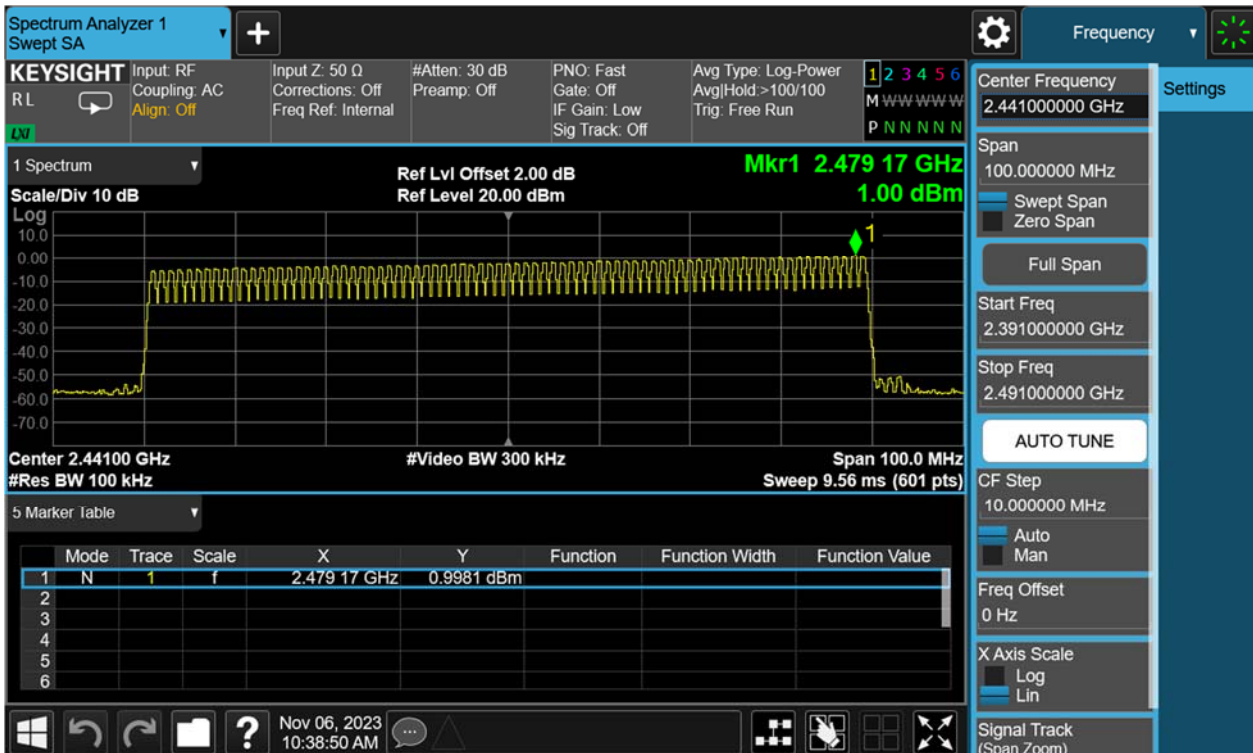 Spectrum Analyzer 1
Swept SA
+
Frequency
KEYSIGHT
R L
LXI
Input: RF
Coupling: AC
Align: Off
Input Z: 50 Ω
Corrections: Off
Freq Ref: Internal
#Atten: 30 dB
Preamp: Off
PNO: Fast
Gate: Off
IF Gain: Low
Sig Track: Off
Avg Type: Log-Power
Avg|Hold:>100/100
Trig: Free Run
1 2 3 4 5 6
M W W W W W
P N N N N N
1 Spectrum
Scale/Div 10 dB
Ref Lvl Offset 2.00 dB
Ref Level 20.00 dBm
Mkr1 2.479 17 GHz
1.00 dBm
Log
1
10.0
0.00
-10.0
-20.0
-30.0
-40.0
-50.0
-60.0
-70.0
Center 2.44100 GHz
#Video BW 300 kHz
Span 100.0 MHz
#Res BW 100 kHz
Sweep 9.56 ms (601 pts)
5 Marker Table
Mode Trace Scale X Y Function Function Width Function Value
1 N 1 f 2.479 17 GHz 0.9981 dBm
2
3
4
5
6
?
Nov 06, 2023
10:38:50 AM
Center Frequency
2.441000000 GHz
Span
100.000000 MHz
Swept Span
Zero Span
Full Span
Start Freq
2.391000000 GHz
Stop Freq
2.491000000 GHz
AUTO TUNE
CF Step
10.000000 MHz
Auto
Man
Freq Offset
0 Hz
X Axis Scale
Log
Lin
Signal Track
(Span Zoom)
Settings